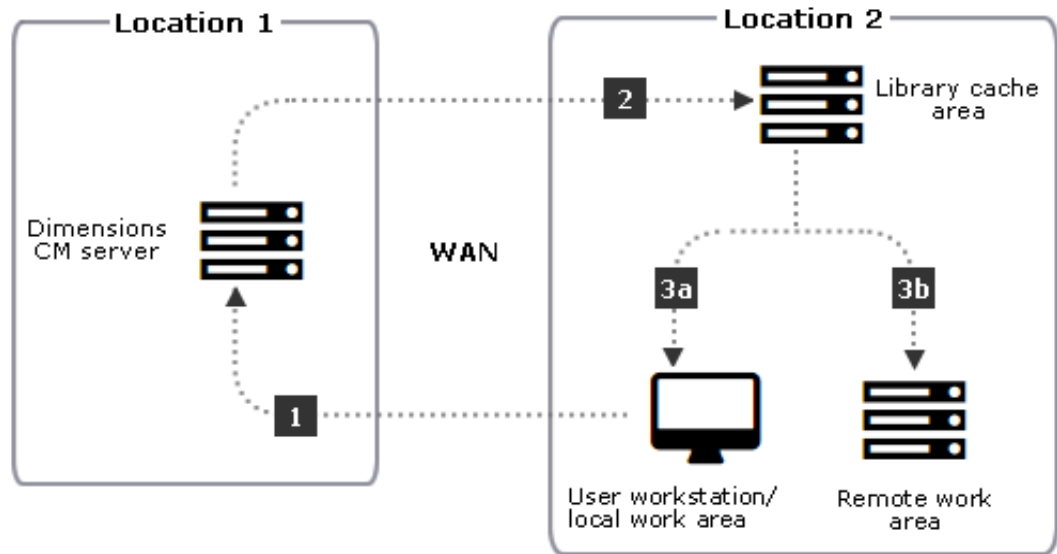 Location 1
Location 2
2
Library cache
area
Dimensions
CM server
WAN
3a
3b
1
User workstation/
local work area
Remote work
area